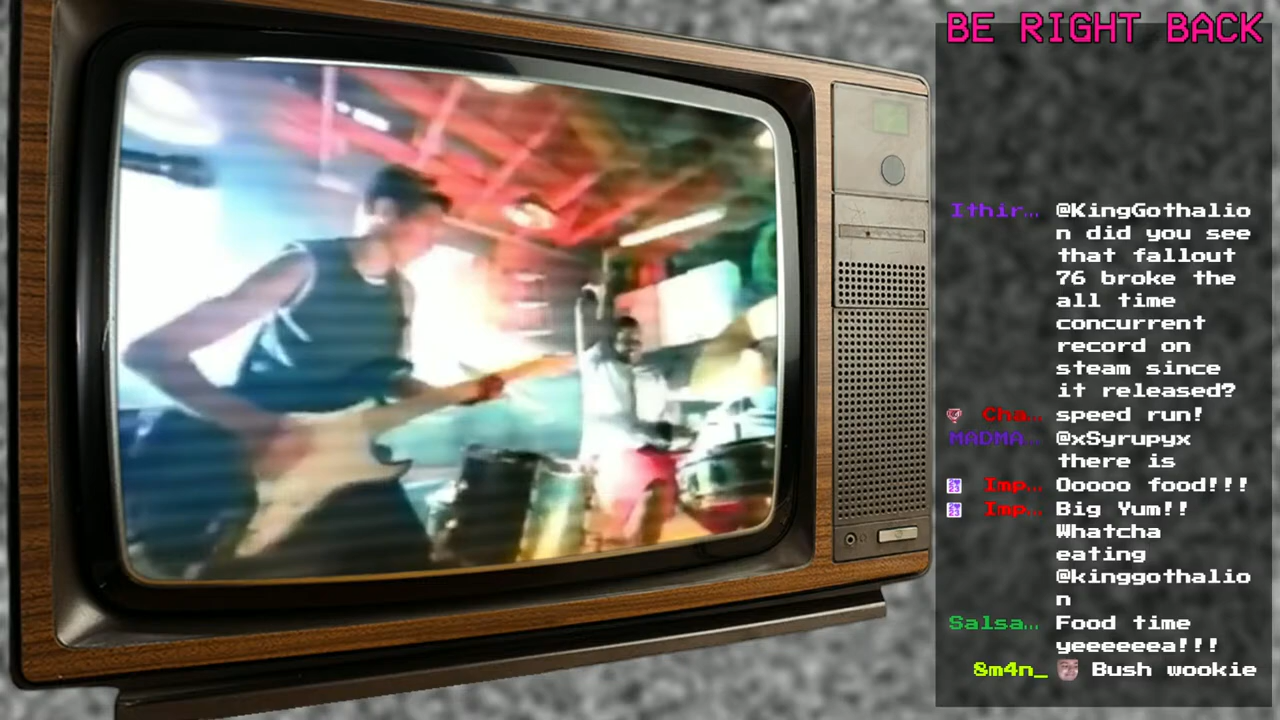 BE RIGHT BACK
Ithir... @KingGothalio
n did you see
that fallout
76 broke the
all time
concurrent
record on
steam since
it released?
Cha... speed run!
MADMA... @xSyrupyx
there is
Imp... Ooooo food!!!
Imp... Big Yum!!
Whatcha
eating
@kinggothalio
n
Salsa... Food time
yeeeeeea!!!
8m4n_ Bush wookie